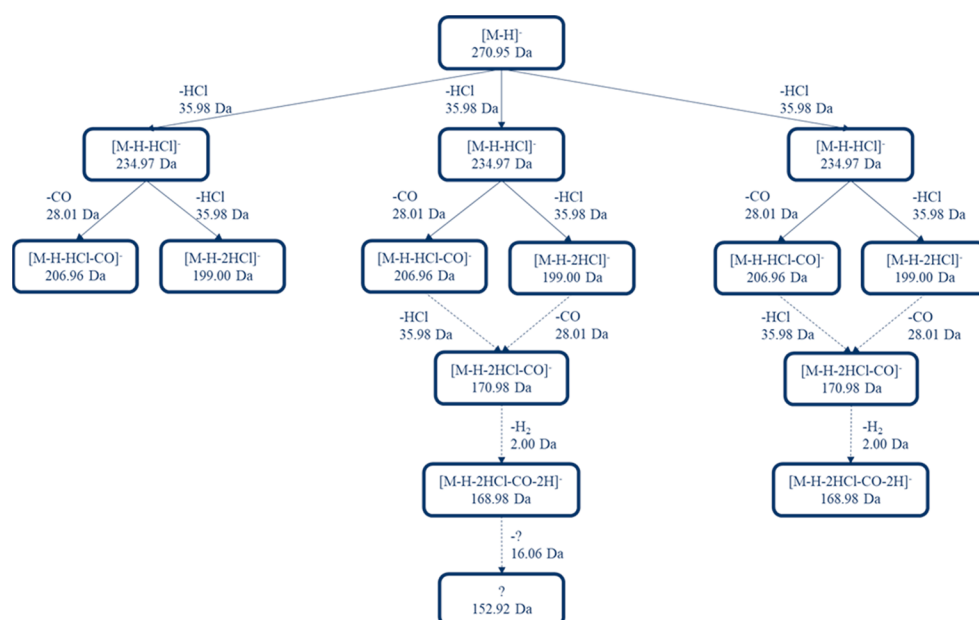 [M-H]-
270.95 Da
-HCl
35.98 Da
-HCl
35.98 Da
-HCl
35.98 Da
[M-H-HCl]-
234.97 Da
[M-H-HCl]-
234.97 Da
[M-H-HCl]-
234.97 Da
-CO
28.01 Da
-HCl
35.98 Da
-CO
28.01 Da
-HCl
35.98 Da
-CO
28.01 Da
-HCl
35.98 Da
[M-H-HCl-CO]-
206.96 Da
[M-H-2HCl]-
199.00 Da
[M-H-HCl-CO]-
206.96 Da
[M-H-2HCl]-
199.00 Da
[M-H-HCl-CO]-
206.96 Da
[M-H-2HCl]-
199.00 Da
-HCl
35.98 Da
-CO
28.01 Da
-HCl
35.98 Da
-CO
28.01 Da
[M-H-2HCl-CO]-
170.98 Da
[M-H-2HCl-CO]-
170.98 Da
-H2
2.00 Da
-H2
2.00 Da
[M-H-2HCl-CO-2H]-
168.98 Da
[M-H-2HCl-CO-2H]-
168.98 Da
-?
16.06 Da
?
152.92 Da